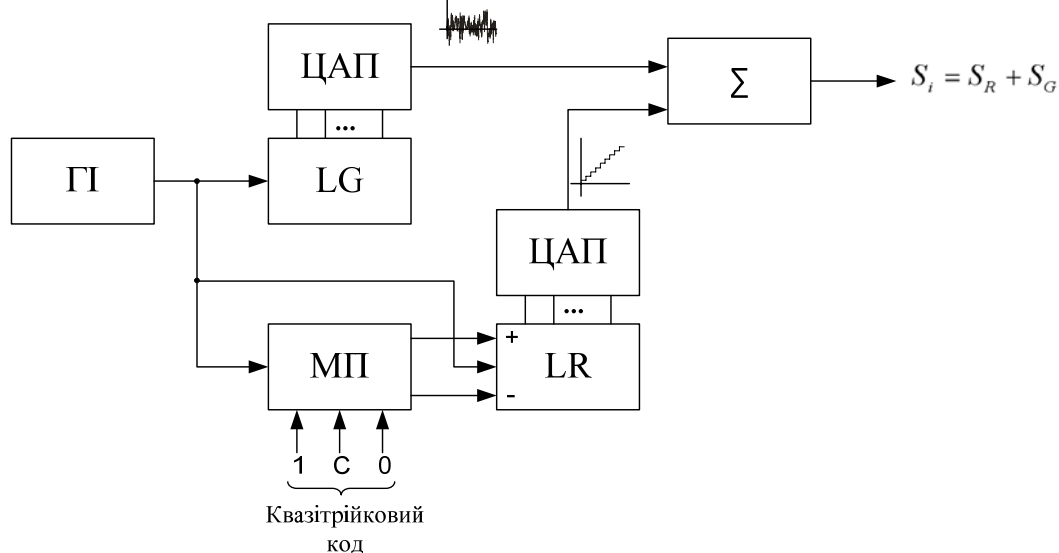 ЦАП
...
Σ
S_i = S_R + S_G
ГІ
LG
ЦАП
...
МП
+
LR
-
1 C 0
Квазітрійковий
код